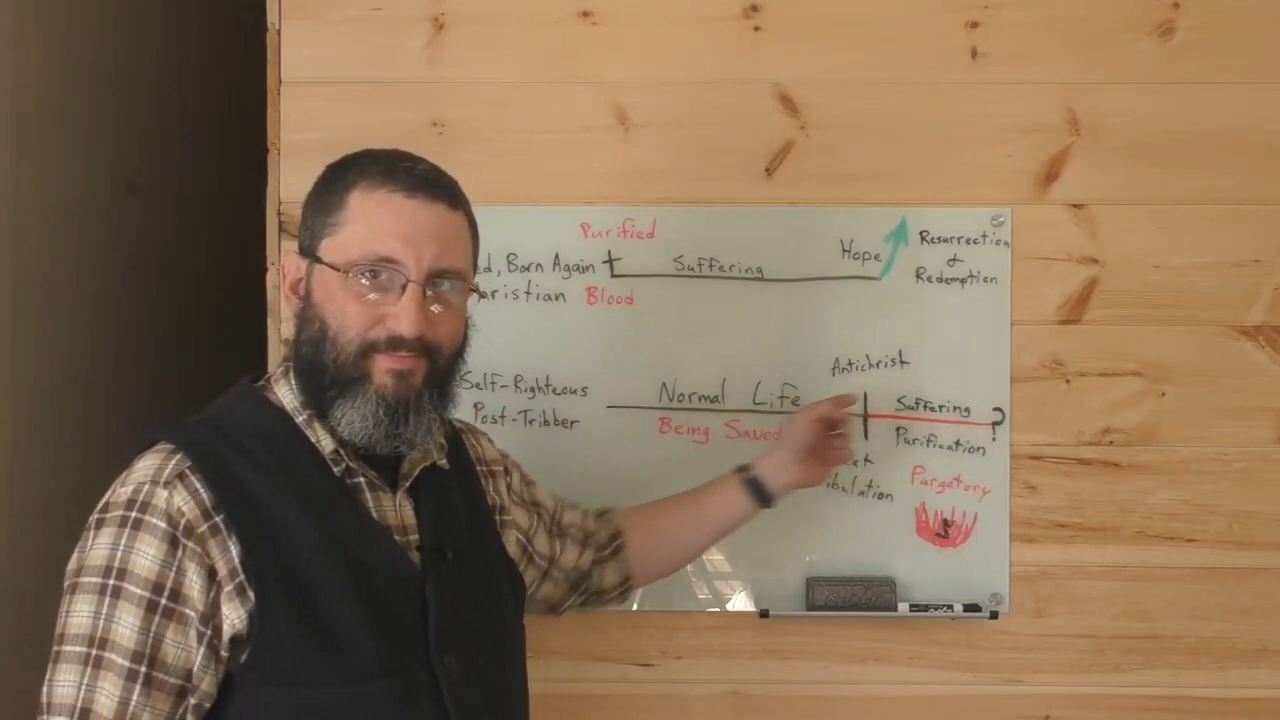 Purified
ed, Born Again
Suffering
Hope
Resurrection
&
Redemption
ristian
Blood
Antichrist
Self-Righteous
Post-Tribber
Normal Life
Being Saved
Suffering
?
Purification
eat
ibulation
Purgatory